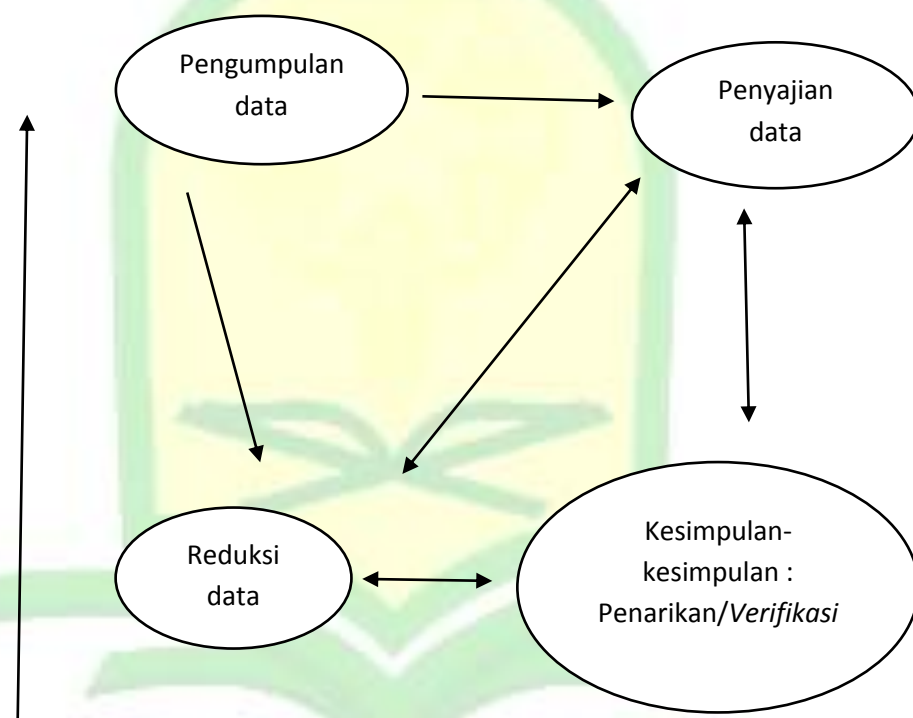 Pengumpulan
data
Penyajian
data
Reduksi
data
Kesimpulan-
kesimpulan :
Penarikan/Verifikasi